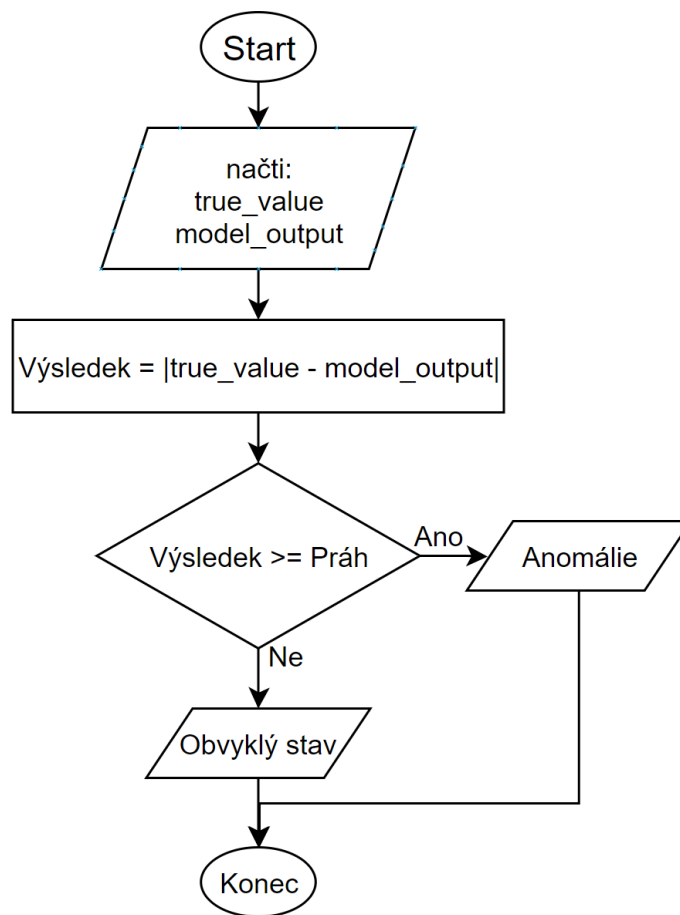 Start
načti:
true_value
model_output
Výsledek = |true_value - model_output|
Výsledek >= Práh
Ano
Anomálie
Ne
Obvyklý stav
Konec